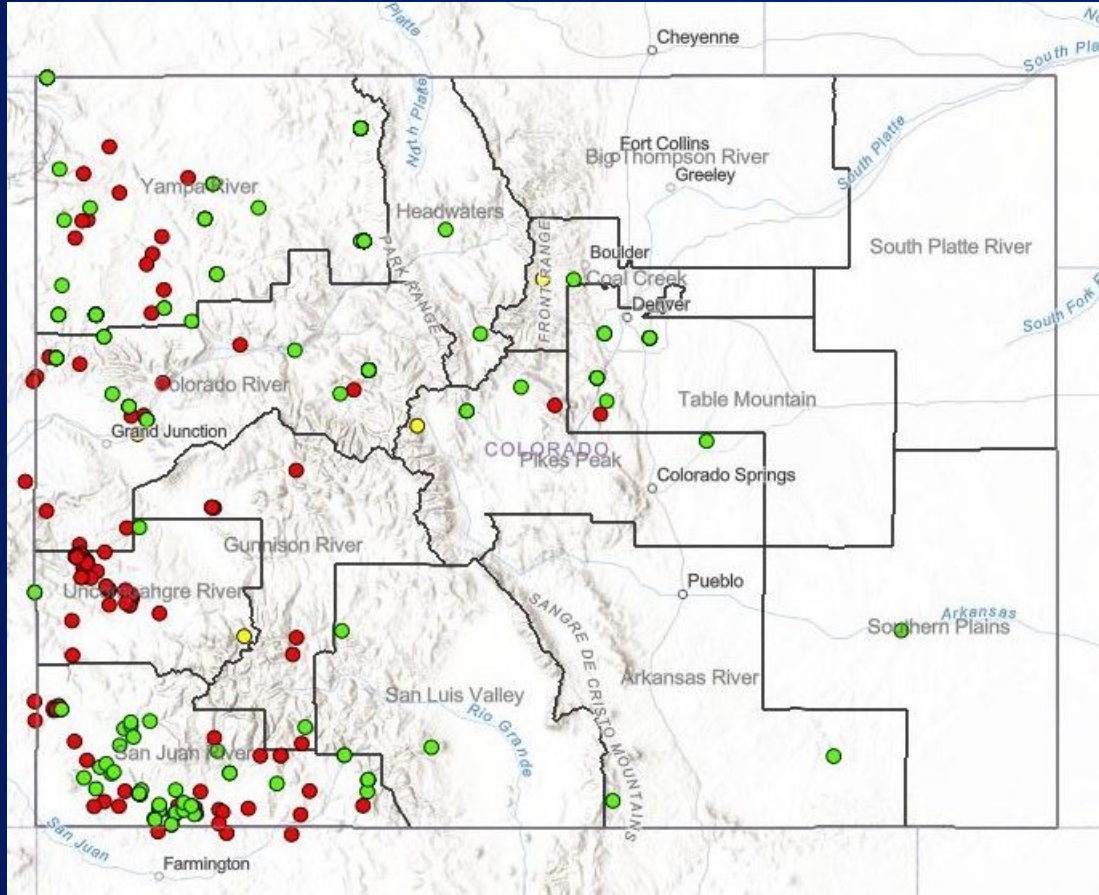 Platte
No
Cheyenne
South Pla
North Platte
Fort Collins
Big Thompson River
Greeley
South Platte
Yampa River
Headwaters
South Platte River
PARK RANGE
FRONT RANGE
Boulder
Coal Creek
Denver
South Fork R
Colorado River
Table Mountain
Grand Junction
COLORADO
Pikes Peak
Colorado Springs
Gunnison River
Uncompahgre River
Pueblo
Arkansas
Southern Plains
SANGRE DE CRISTO MOUNTAINS
Arkansas River
San Luis Valley
Rio Grande
San Juan River
San Juan
Farmington